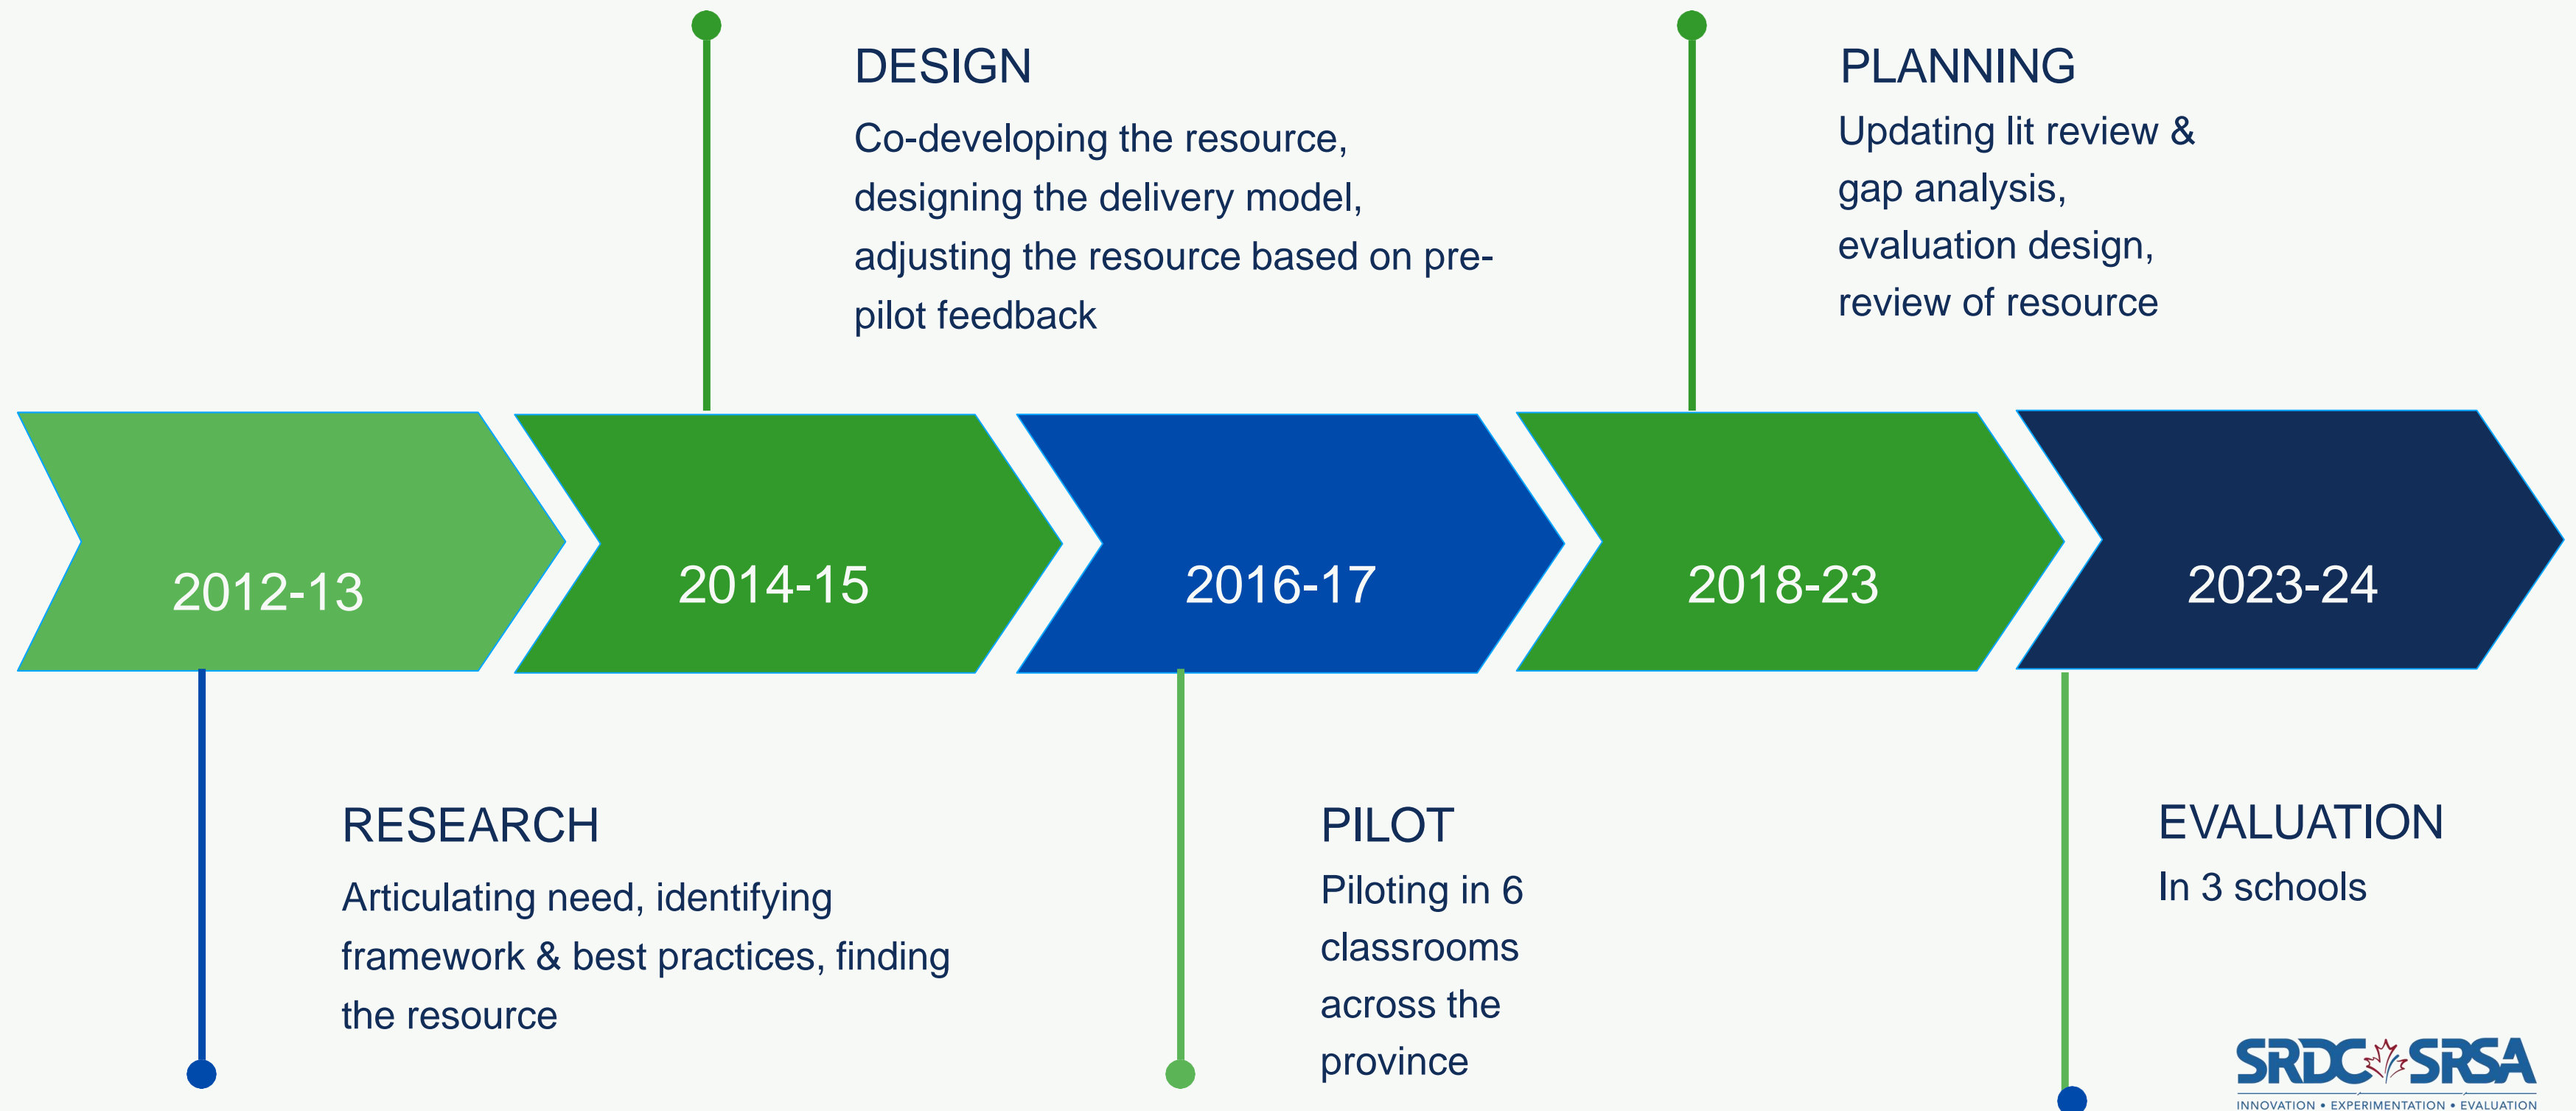 DESIGN
Co-developing the resource,
designing the delivery model,
adjusting the resource based on pre-
pilot feedback
PLANNING
Updating lit review &
gap analysis,
evaluation design,
review of resource
2012-13
2014-15
2016-17
2018-23
2023-24
RESEARCH
Articulating need, identifying
framework & best practices, finding
the resource
PILOT
Piloting in 6
classrooms
across the
province
EVALUATION
In 3 schools
SRDC SRSA
INNOVATION • EXPERIMENTATION • EVALUATION